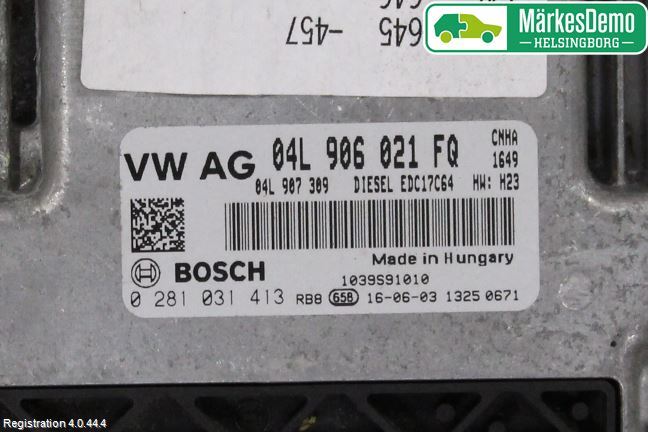 645 -457
MärkesDemo
HELSINGBORG
VW AG 04L 906 021 FQ CNHA
1649
04L 907 309 DIESEL EDC17C64 HW: H23
Made in Hungary
BOSCH 1039S91010
0 281 031 413 RB8 65B 16-06-03 1325 0671
Registration 4.0.44.4